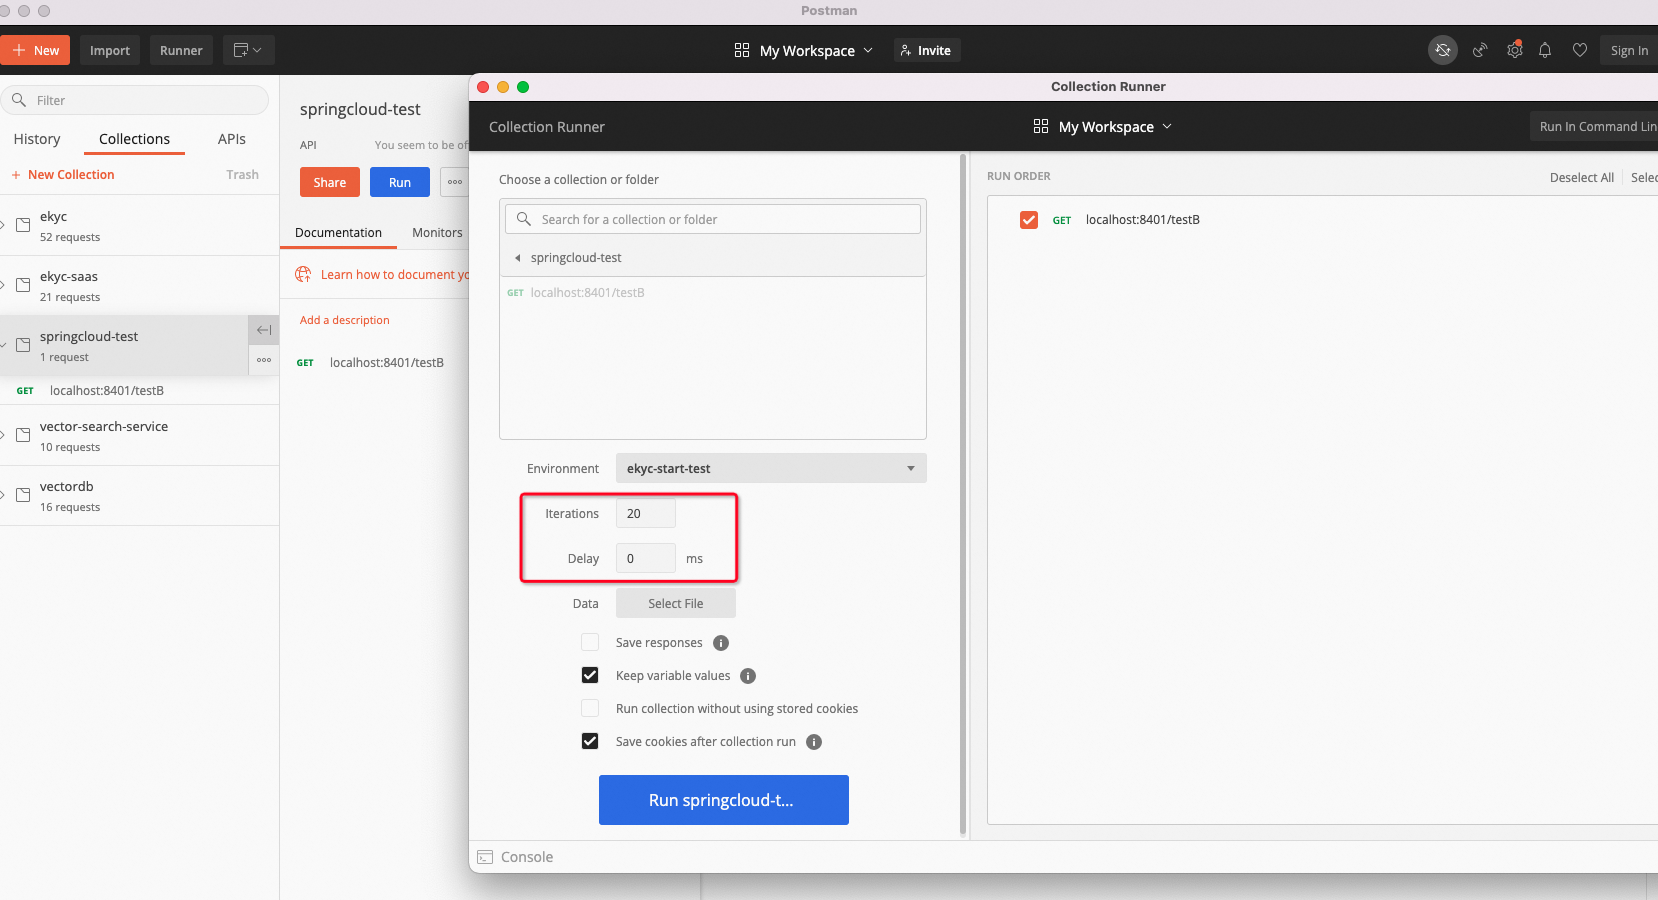 Postman
New
Import
Runner
My Workspace
Invite
Sign In
Filter
History
Collections
APIs
+ New Collection
Trash
ekyc
52 requests
ekyc-saas
21 requests
springcloud-test
1 request
GET localhost:8401/testB
vector-search-service
10 requests
vectordb
16 requests
springcloud-test
API
You seem to be of
Share
Run
Documentation
Monitors
Learn how to document yo
Add a description
GET localhost:8401/testB
Collection Runner
Collection Runner
My Workspace
Run In Command Lin
Choose a collection or folder
Search for a collection or folder
springcloud-test
GET localhost:8401/testB
Environment
ekyc-start-test
Iterations
20
Delay
0
ms
Data
Select File
Save responses
Keep variable values
Run collection without using stored cookies
Save cookies after collection run
Run springcloud-t...
RUN ORDER
Deselect All
Selec
GET localhost:8401/testB
Console